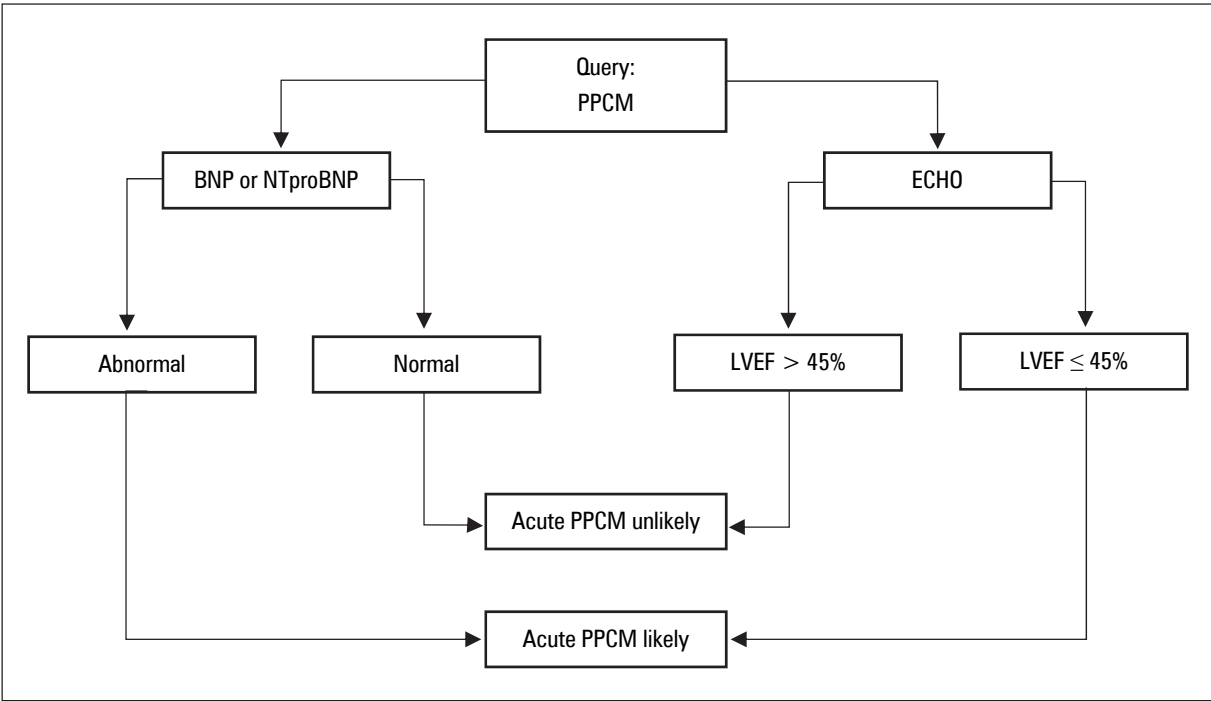 Query:
PPCM
BNP or NTproBNP
ECHO
Abnormal
Normal
LVEF > 45%
LVEF ≤ 45%
Acute PPCM unlikely
Acute PPCM likely